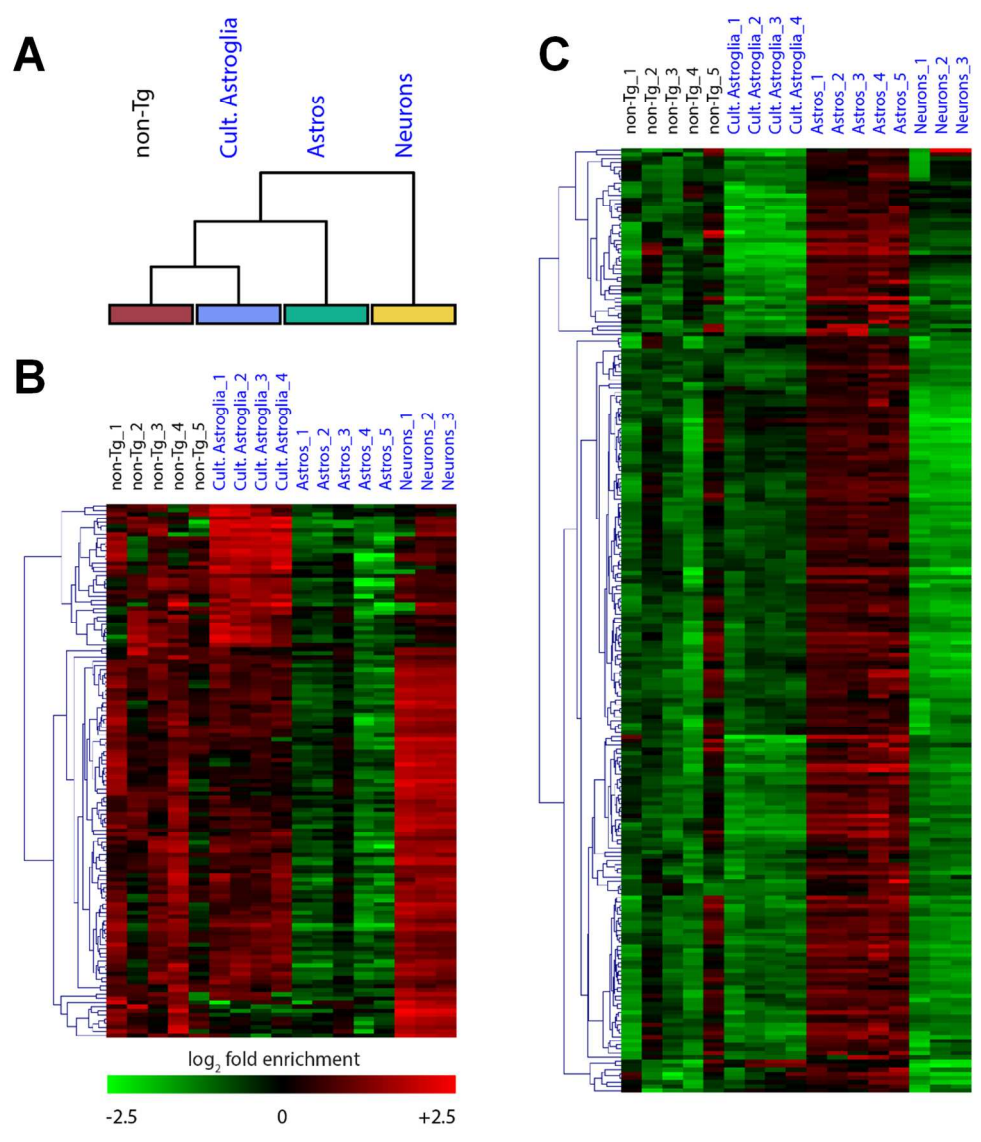 A
non-Tg
Cult. Astroglia
Astros
Neurons
B
non-Tg_1
non-Tg_2
non-Tg_3
non-Tg_4
non-Tg_5
Cult. Astroglia_1
Cult. Astroglia_2
Cult. Astroglia_3
Cult. Astroglia_4
Astros_1
Astros_2
Astros_3
Astros_4
Astros_5
Neurons_1
Neurons_2
Neurons_3
log2 fold enrichment
-2.5 0 +2.5
C
non-Tg_1
non-Tg_2
non-Tg_3
non-Tg_4
non-Tg_5
Cult. Astroglia_1
Cult. Astroglia_2
Cult. Astroglia_3
Cult. Astroglia_4
Astros_1
Astros_2
Astros_3
Astros_4
Astros_5
Neurons_1
Neurons_2
Neurons_3